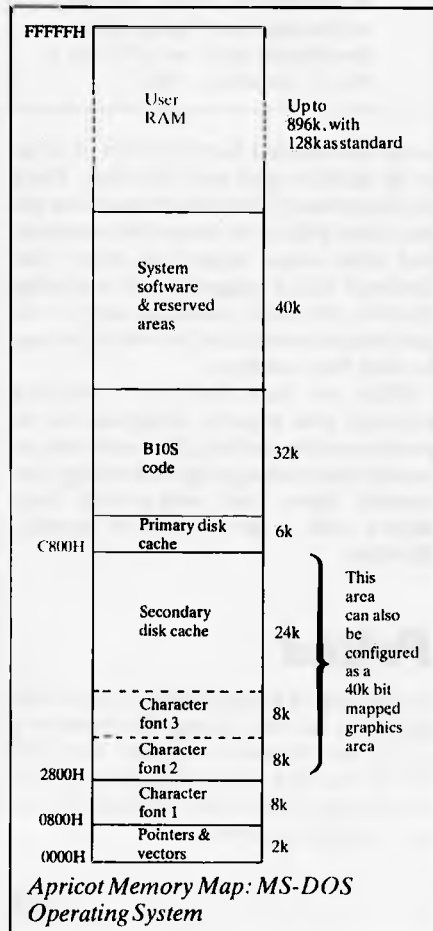 FFFFFH
User
RAM
Up to
896k, with
128k as standard
System
software
& reserved
areas
40k
B10S
code
32k
Primary disk
cache
6k
C800H
Secondary
disk cache
24k
This
area
can also
be
configured
as a
40k bit
mapped
graphics
area
Character
font 3
8k
Character
font 2
8k
2800H
Character
font 1
8k
0800H
Pointers &
vectors
2k
0000H
Apricot Memory Map: MS-DOS
Operating System